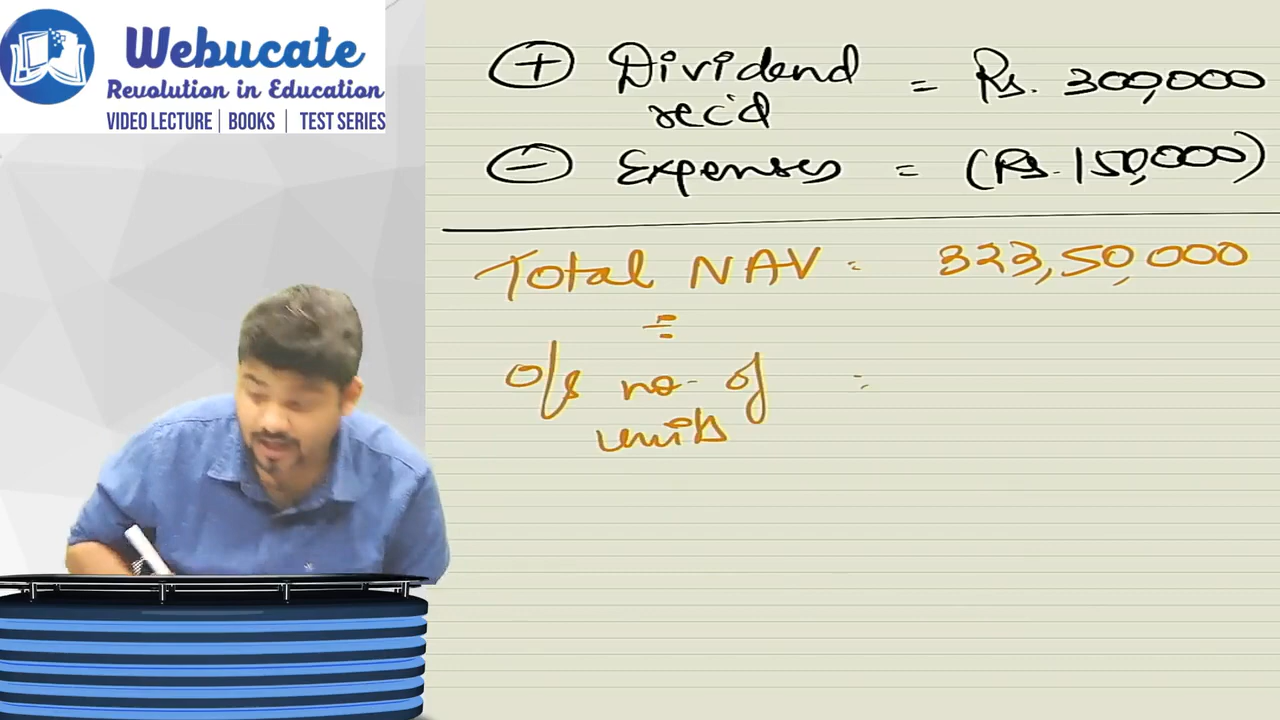 Webucate
Revolution in Education
VIDEO LECTURE | BOOKS | TEST SERIES
+ Dividend = Rs. 300,000
rec'd
- Expenses = (Rs. 150,000)
Total NAV = 323,50,000
÷
o/s no. of =
units